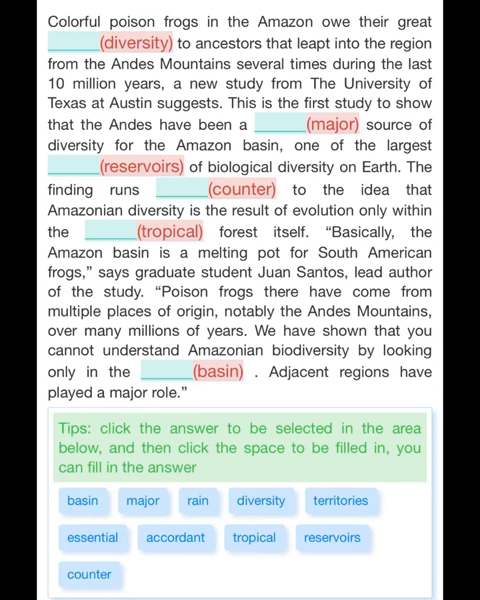 Colorful poison frogs in the Amazon owe their great
______(diversity) to ancestors that leapt into the region
from the Andes Mountains several times during the last
10 million years, a new study from The University of
Texas at Austin suggests. This is the first study to show
that the Andes have been a ______(major) source of
diversity for the Amazon basin, one of the largest
______(reservoirs) of biological diversity on Earth. The
finding runs ______(counter) to the idea that
Amazonian diversity is the result of evolution only within
the ______(tropical) forest itself. “Basically, the
Amazon basin is a melting pot for South American
frogs,” says graduate student Juan Santos, lead author
of the study. “Poison frogs there have come from
multiple places of origin, notably the Andes Mountains,
over many millions of years. We have shown that you
cannot understand Amazonian biodiversity by looking
only in the ______(basin) . Adjacent regions have
played a major role.”
Tips: click the answer to be selected in the area
below, and then click the space to be filled in, you
can fill in the answer
basin major rain diversity territories
essential accordant tropical reservoirs
counter